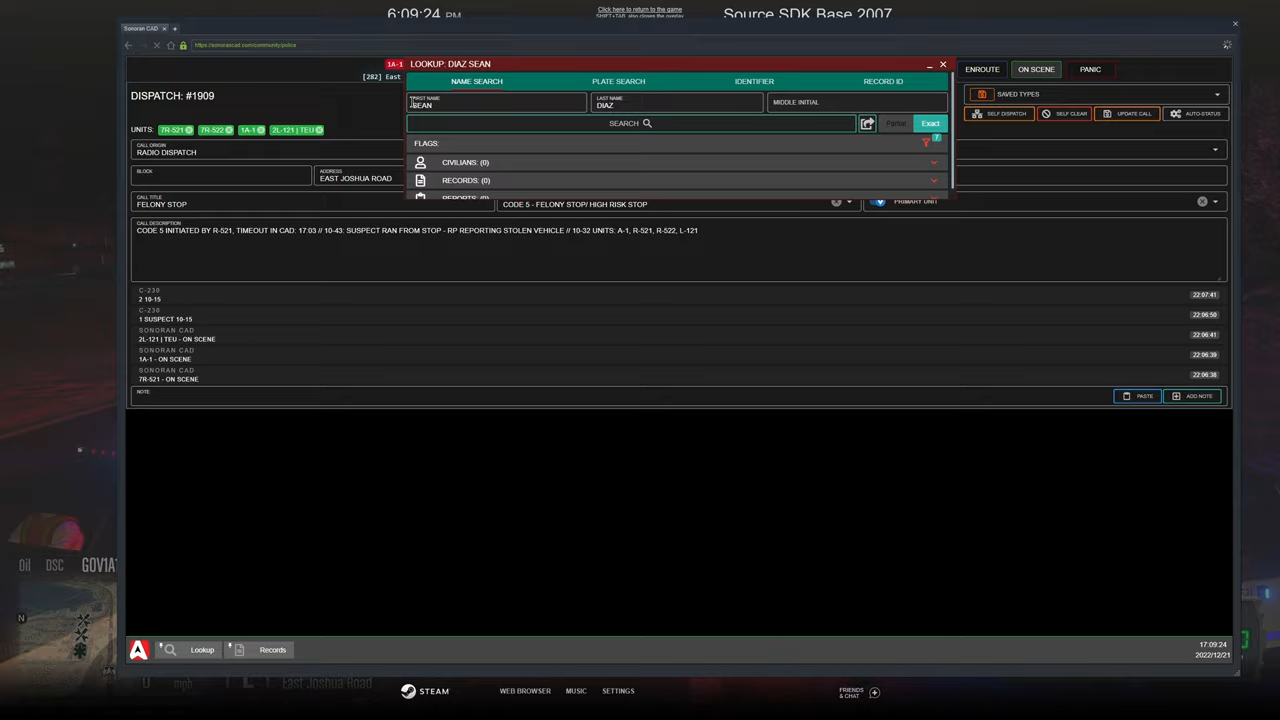 6:09:24 PM
Click here to return to the game
SHIFT+TAB also closes the overlay
Source SDK Base 2007
Sonoran CAD
https://sonorancad.com/community/police
1A-1
[282] East
LOOKUP: DIAZ SEAN
NAME SEARCH
PLATE SEARCH
IDENTIFIER
RECORD ID
FIRST NAME
SEAN
LAST NAME
DIAZ
MIDDLE INITIAL
SEARCH
Partial
Exact
FLAGS:
7
CIVILIANS: (0)
RECORDS: (0)
REPORTS: (0)
ENROUTE
ON SCENE
PANIC
DISPATCH: #1909
SAVED TYPES
SELF DISPATCH
SELF CLEAR
UPDATE CALL
AUTO-STATUS
UNITS:
7R-521
7R-522
1A-1
2L-121 | TEU
CALL ORIGIN
RADIO DISPATCH
BLOCK
ADDRESS
EAST JOSHUA ROAD
CALL TITLE
FELONY STOP
CODE 5 - FELONY STOP/ HIGH RISK STOP
PRIMARY UNIT
CALL DESCRIPTION
CODE 5 INITIATED BY R-521, TIMEOUT IN CAD: 17:03 // 10-43: SUSPECT RAN FROM STOP - RP REPORTING STOLEN VEHICLE // 10-32 UNITS: A-1, R-521, R-522, L-121
C-230
2 10-15
22:07:41
C-230
1 SUSPECT 10-15
22:06:50
SONORAN CAD
2L-121 | TEU - ON SCENE
22:06:41
SONORAN CAD
1A-1 - ON SCENE
22:06:39
SONORAN CAD
7R-521 - ON SCENE
22:06:38
NOTE
PASTE
ADD NOTE
Oil
DSC
GOV1A
N
Lookup
Records
17:09:24
2022/12/21
mph
East Joshua Road
STEAM
WEB BROWSER
MUSIC
SETTINGS
FRIENDS
& CHAT